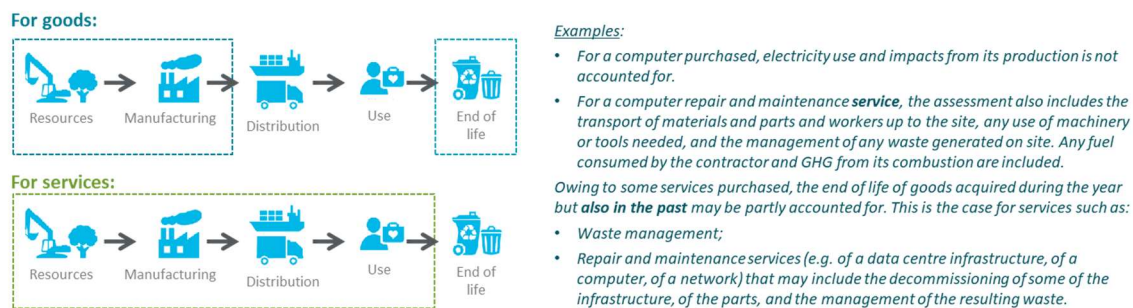 For goods:
Resources
Manufacturing
Distribution
Use
End of
life
For services:
Resources
Manufacturing
Distribution
Use
End of
life
Examples:
• For a computer purchased, electricity use and impacts from its production is not
accounted for.
• For a computer repair and maintenance service, the assessment also includes the
transport of materials and parts and workers up to the site, any use of machinery
or tools needed, and the management of any waste generated on site. Any fuel
consumed by the contractor and GHG from its combustion are included.
Owing to some services purchased, the end of life of goods acquired during the year
but also in the past may be partly accounted for. This is the case for services such as:
• Waste management;
• Repair and maintenance services (e.g. of a data centre infrastructure, of a
computer, of a network) that may include the decommissioning of some of the
infrastructure, of the parts, and the management of the resulting waste.